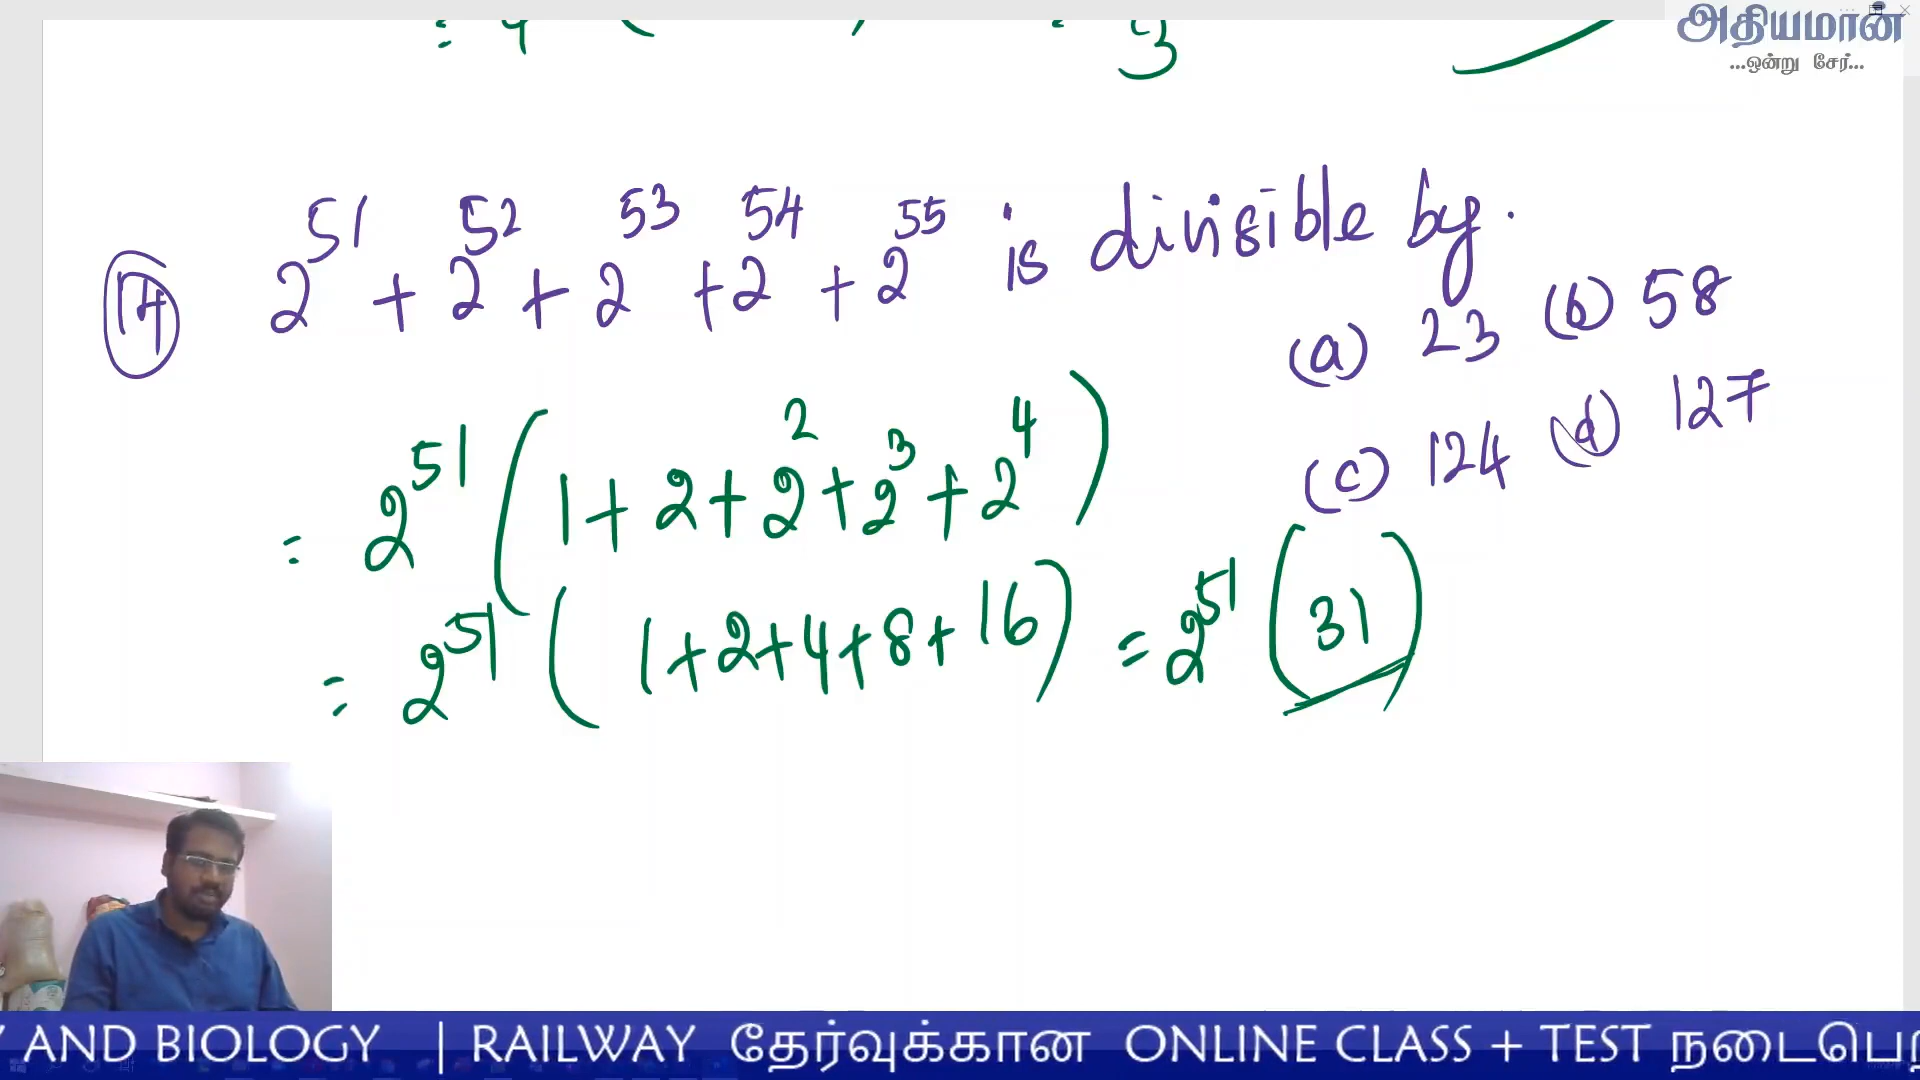 அதியமான்
...ஒன்று சேர்...
14 2^51 + 2^52 + 2^53 + 2^54 + 2^55 is divisible by.
(a) 23 (b) 58
(c) 124 (d) 127
= 2^51 (1 + 2 + 2^2 + 2^3 + 2^4)
= 2^51 (1+2+4+8+16) = 2^51 (31)
Y AND BIOLOGY | RAILWAY தேர்வுக்கான ONLINE CLASS + TEST நடைபெ